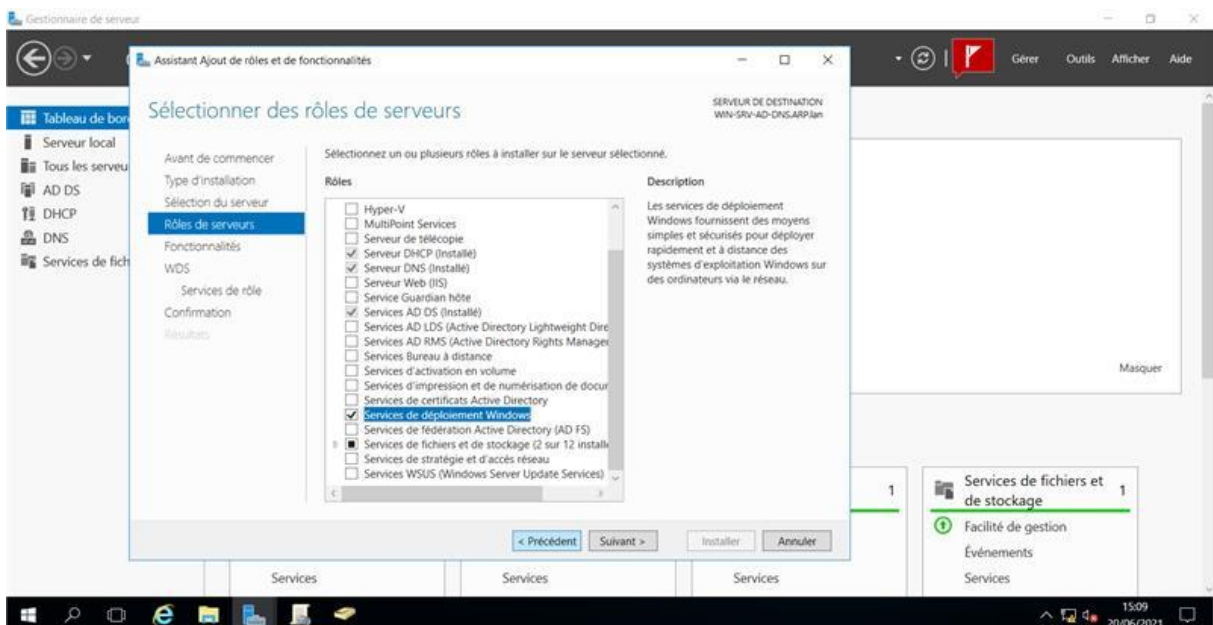 Gestionnaire de serveur
Gérer Outils Afficher Aide
Assistant Ajout de rôles et de fonctionnalités
Sélectionner des rôles de serveurs
SERVEUR DE DESTINATION
WIN-SRV-AD-DNS.ARP.lan
Tableau de bor
Serveur local
Tous les serveu
AD DS
DHCP
DNS
Services de fich
Avant de commencer
Type d'installation
Sélection du serveur
Rôles de serveurs
Fonctionnalités
WDS
Services de rôle
Confirmation
Résultats
Sélectionnez un ou plusieurs rôles à installer sur le serveur sélectionné.
Rôles
Hyper-V
MultiPoint Services
Serveur de télécopie
Serveur DHCP (Installé)
Serveur DNS (Installé)
Serveur Web (IIS)
Service Guardian hôte
Services AD DS (Installé)
Services AD LDS (Active Directory Lightweight Dire
Services AD RMS (Active Directory Rights Manage
Services Bureau à distance
Services d'activation en volume
Services d'impression et de numérisation de docu
Services de certificats Active Directory
Services de déploiement Windows
Services de fédération Active Directory (AD FS)
Services de fichiers et de stockage (2 sur 12 install
Services de stratégie et d'accès réseau
Services WSUS (Windows Server Update Services)
Description
Les services de déploiement
Windows fournissent des moyens
simples et sécurisés pour déployer
rapidement et à distance des
systèmes d'exploitation Windows sur
des ordinateurs via le réseau.
< Précédent Suivant > Installer Annuler
Masquer
1
Services de fichiers et
de stockage
1
Facilité de gestion
Événements
Services
Services
Services
Services
15:09
20/06/2021